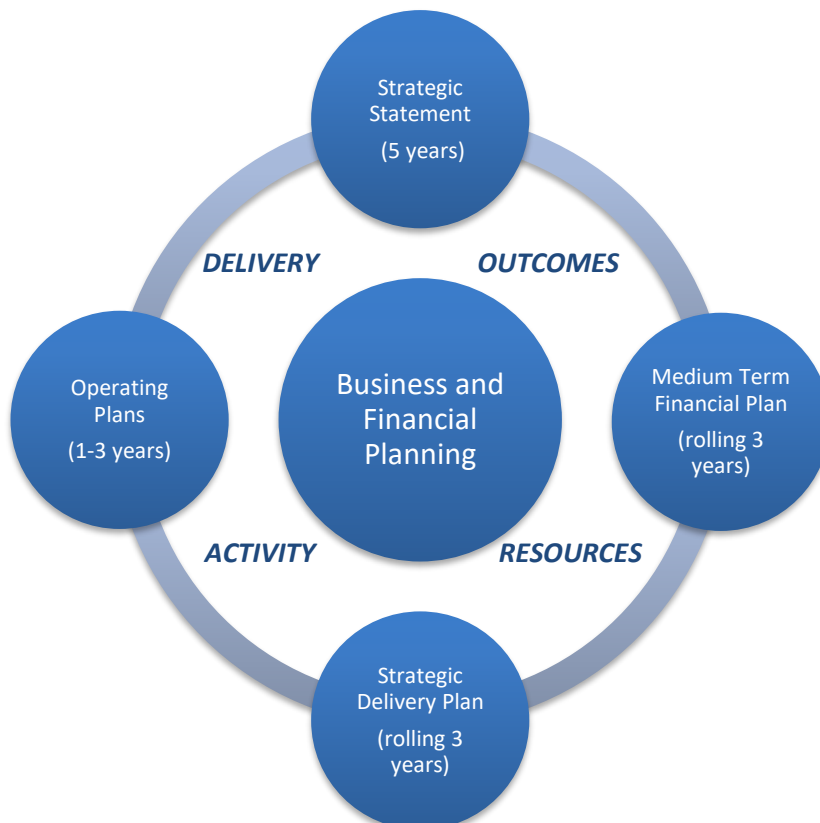 Strategic
Statement
(5 years)
DELIVERY
OUTCOMES
Operating
Plans
(1-3 years)
Business and
Financial
Planning
Medium Term
Financial Plan
(rolling 3
years)
ACTIVITY
RESOURCES
Strategic
Delivery Plan
(rolling 3
years)